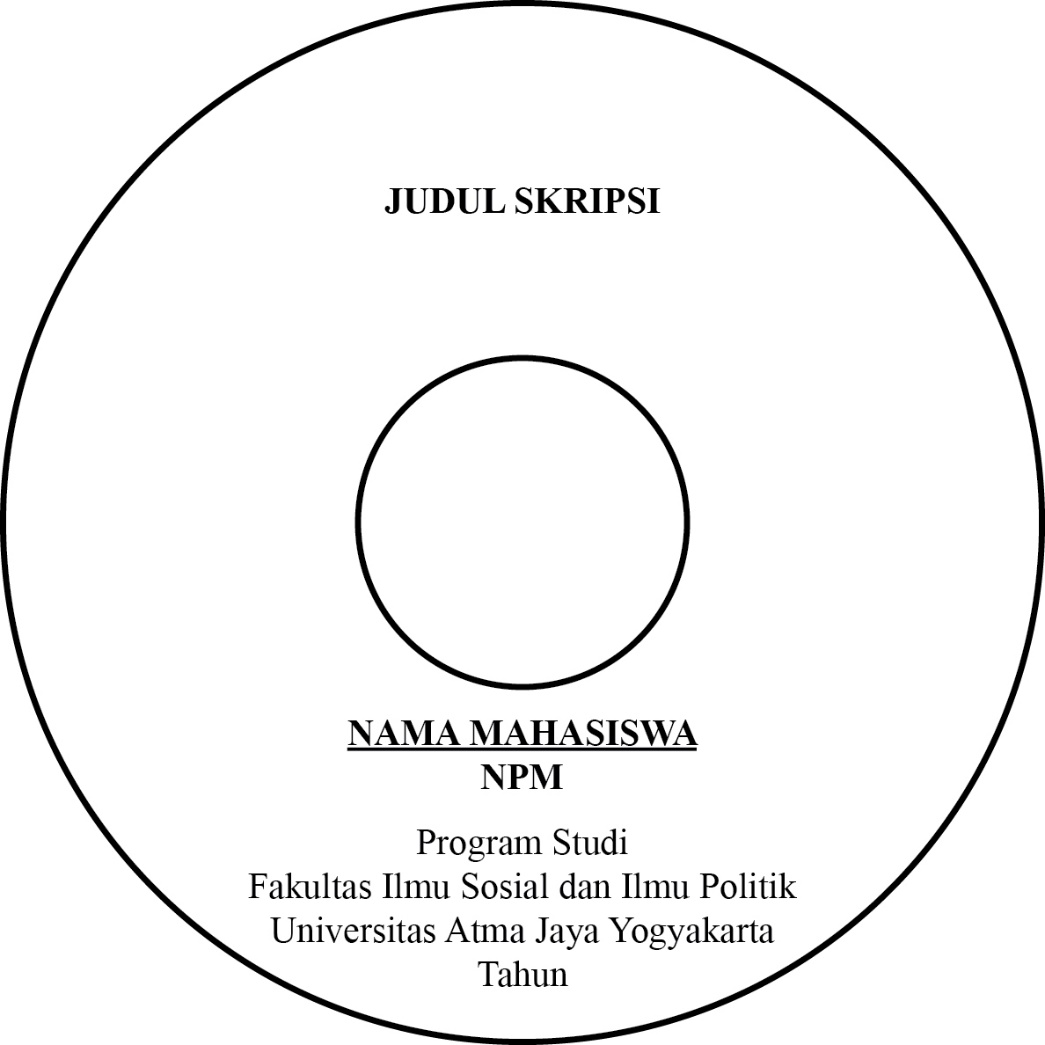 JUDUL SKRIPSI
NAMA MAHASISWA
NPM
Program Studi
Fakultas Ilmu Sosial dan Ilmu Politik
Universitas Atma Jaya Yogyakarta
Tahun